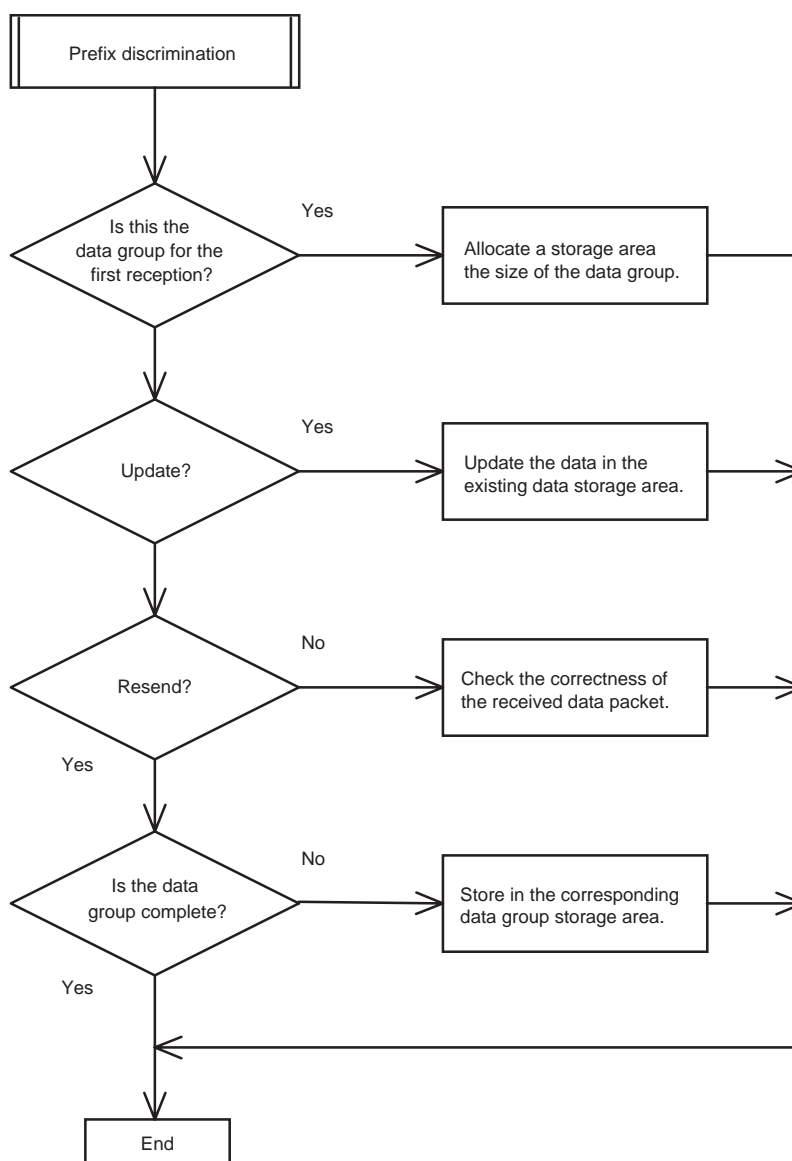 Prefix discrimination
Is this the
data group for the
first reception?
Yes
Allocate a storage area
the size of the data group.
Update?
Yes
Update the data in the
existing data storage area.
Resend?
No
Check the correctness of
the received data packet.
Yes
Is the data
group complete?
No
Store in the corresponding
data group storage area.
Yes
End